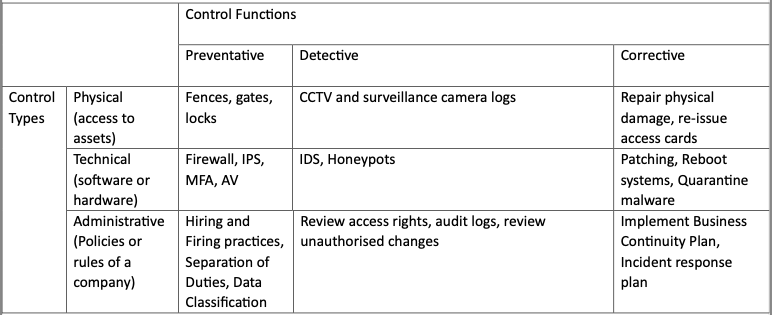 Control Functions
Preventative Detective Corrective
Control Types
Physical (access to assets)
Fences, gates, locks
CCTV and surveillance camera logs
Repair physical damage, re-issue access cards
Technical (software or hardware)
Firewall, IPS, MFA, AV
IDS, Honeypots
Patching, Reboot systems, Quarantine malware
Administrative (Policies or rules of a company)
Hiring and Firing practices, Separation of Duties, Data Classification
Review access rights, audit logs, review unauthorised changes
Implement Business Continuity Plan, Incident response plan